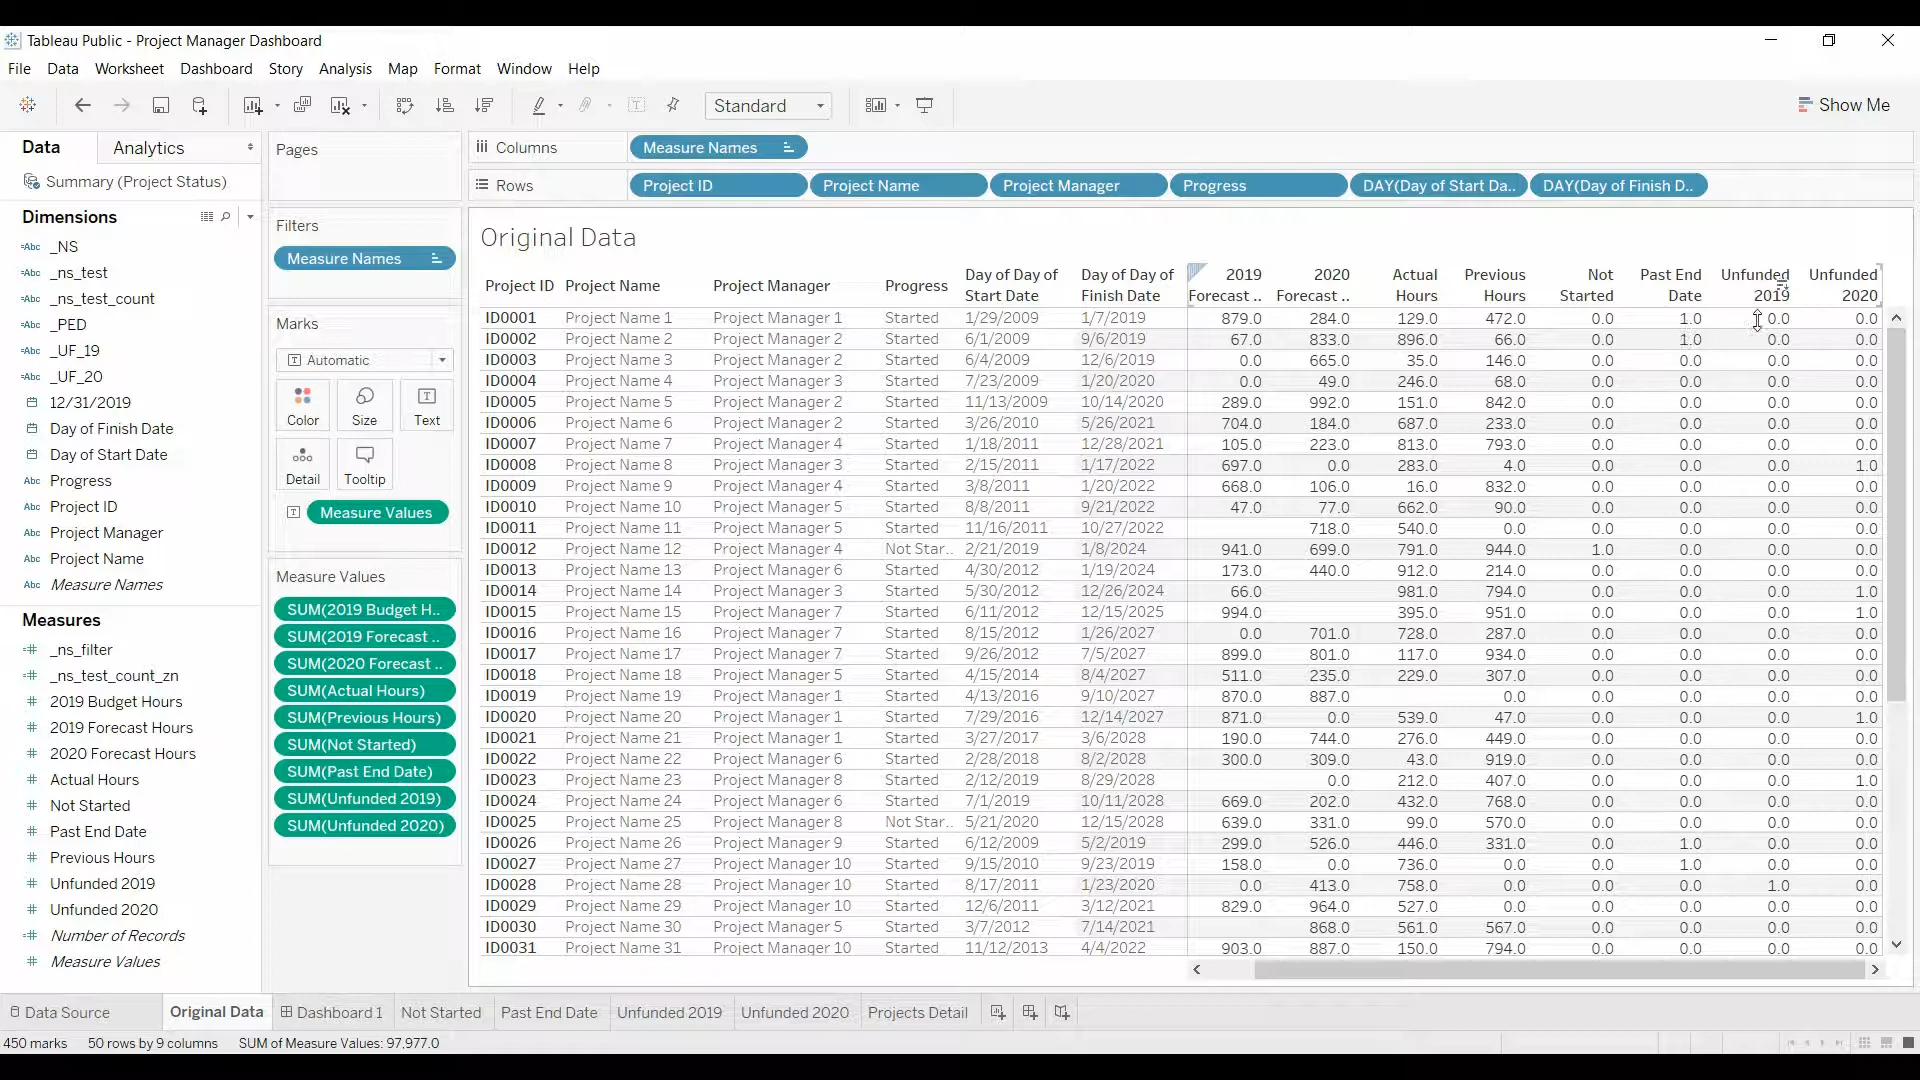 Tableau Public - Project Manager Dashboard
File Data Worksheet Dashboard Story Analysis Map Format Window Help
Standard
Show Me
Data Analytics
Summary (Project Status)
Dimensions
Abc _NS
Abc _ns_test
Abc _ns_test_count
Abc _PED
Abc _UF_19
Abc _UF_20
12/31/2019
Day of Finish Date
Day of Start Date
Abc Progress
Abc Project ID
Abc Project Manager
Abc Project Name
Abc Measure Names
Measures
_ns_filter
_ns_test_count_zn
2019 Budget Hours
2019 Forecast Hours
2020 Forecast Hours
Actual Hours
Not Started
Past End Date
Previous Hours
Unfunded 2019
Unfunded 2020
Number of Records
Measure Values
Pages
Filters
Measure Names
Marks
Automatic
Color Size Text
Detail Tooltip
Measure Values
Measure Values
SUM(2019 Budget H..
SUM(2019 Forecast ..
SUM(2020 Forecast ..
SUM(Actual Hours)
SUM(Previous Hours)
SUM(Not Started)
SUM(Past End Date)
SUM(Unfunded 2019)
SUM(Unfunded 2020)
Columns Measure Names
Rows Project ID Project Name Project Manager Progress DAY(Day of Start Da.. DAY(Day of Finish D..
Original Data
Project ID Project Name Project Manager Progress Day of Day of Start Date Day of Day of Finish Date 2019 Forecast .. 2020 Forecast .. Actual Hours Previous Hours Not Started Past End Date Unfunded 2019 Unfunded 2020
ID0001 Project Name 1 Project Manager 1 Started 1/29/2009 1/7/2019 879.0 284.0 129.0 472.0 0.0 1.0 0.0 0.0
ID0002 Project Name 2 Project Manager 2 Started 6/1/2009 9/6/2019 67.0 833.0 896.0 66.0 0.0 1.0 0.0 0.0
ID0003 Project Name 3 Project Manager 2 Started 6/4/2009 12/6/2019 0.0 665.0 35.0 146.0 0.0 0.0 0.0 0.0
ID0004 Project Name 4 Project Manager 3 Started 7/23/2009 1/20/2020 0.0 49.0 246.0 68.0 0.0 0.0 0.0 0.0
ID0005 Project Name 5 Project Manager 2 Started 11/13/2009 10/14/2020 289.0 992.0 151.0 842.0 0.0 0.0 0.0 0.0
ID0006 Project Name 6 Project Manager 2 Started 3/26/2010 5/26/2021 704.0 184.0 687.0 233.0 0.0 0.0 0.0 0.0
ID0007 Project Name 7 Project Manager 4 Started 1/18/2011 12/28/2021 105.0 223.0 813.0 793.0 0.0 0.0 0.0 0.0
ID0008 Project Name 8 Project Manager 3 Started 2/15/2011 1/17/2022 697.0 0.0 283.0 4.0 0.0 0.0 0.0 1.0
ID0009 Project Name 9 Project Manager 4 Started 3/8/2011 1/20/2022 668.0 106.0 16.0 832.0 0.0 0.0 0.0 0.0
ID0010 Project Name 10 Project Manager 5 Started 8/8/2011 9/21/2022 47.0 77.0 662.0 90.0 0.0 0.0 0.0 0.0
ID0011 Project Name 11 Project Manager 5 Started 11/16/2011 10/27/2022 718.0 540.0 0.0 0.0 0.0 0.0 0.0
ID0012 Project Name 12 Project Manager 4 Not Star.. 2/21/2019 1/8/2024 941.0 699.0 791.0 944.0 1.0 0.0 0.0 0.0
ID0013 Project Name 13 Project Manager 6 Started 4/30/2012 1/19/2024 173.0 440.0 912.0 214.0 0.0 0.0 0.0 0.0
ID0014 Project Name 14 Project Manager 3 Started 5/30/2012 12/26/2024 66.0 981.0 794.0 0.0 0.0 0.0 1.0
ID0015 Project Name 15 Project Manager 7 Started 6/11/2012 12/15/2025 994.0 395.0 951.0 0.0 0.0 0.0 1.0
ID0016 Project Name 16 Project Manager 7 Started 8/15/2012 1/26/2027 0.0 701.0 728.0 287.0 0.0 0.0 0.0 0.0
ID0017 Project Name 17 Project Manager 7 Started 9/26/2012 7/5/2027 899.0 801.0 117.0 934.0 0.0 0.0 0.0 0.0
ID0018 Project Name 18 Project Manager 5 Started 4/15/2014 8/4/2027 511.0 235.0 229.0 307.0 0.0 0.0 0.0 0.0
ID0019 Project Name 19 Project Manager 1 Started 4/13/2016 9/10/2027 870.0 887.0 0.0 0.0 0.0 0.0 0.0
ID0020 Project Name 20 Project Manager 1 Started 7/29/2016 12/14/2027 871.0 0.0 539.0 47.0 0.0 0.0 0.0 1.0
ID0021 Project Name 21 Project Manager 1 Started 3/27/2017 3/6/2028 190.0 744.0 276.0 449.0 0.0 0.0 0.0 0.0
ID0022 Project Name 22 Project Manager 6 Started 2/28/2018 8/2/2028 300.0 309.0 43.0 919.0 0.0 0.0 0.0 0.0
ID0023 Project Name 23 Project Manager 8 Started 2/12/2019 8/29/2028 0.0 212.0 407.0 0.0 0.0 0.0 1.0
ID0024 Project Name 24 Project Manager 6 Started 7/1/2019 10/11/2028 669.0 202.0 432.0 768.0 0.0 0.0 0.0 0.0
ID0025 Project Name 25 Project Manager 8 Not Star.. 5/21/2020 12/15/2028 639.0 331.0 99.0 570.0 0.0 0.0 0.0 0.0
ID0026 Project Name 26 Project Manager 9 Started 6/12/2009 5/2/2019 299.0 526.0 446.0 331.0 0.0 1.0 0.0 0.0
ID0027 Project Name 27 Project Manager 10 Started 9/15/2010 9/23/2019 158.0 0.0 736.0 0.0 0.0 1.0 0.0 0.0
ID0028 Project Name 28 Project Manager 10 Started 8/17/2011 1/23/2020 0.0 413.0 758.0 0.0 0.0 0.0 1.0 0.0
ID0029 Project Name 29 Project Manager 10 Started 12/6/2011 3/12/2021 829.0 964.0 527.0 0.0 0.0 0.0 0.0 0.0
ID0030 Project Name 30 Project Manager 5 Started 3/7/2012 7/14/2021 868.0 561.0 567.0 0.0 0.0 0.0 0.0
ID0031 Project Name 31 Project Manager 10 Started 11/12/2013 4/4/2022 903.0 887.0 150.0 794.0 0.0 0.0 0.0 0.0
Data Source Original Data Dashboard 1 Not Started Past End Date Unfunded 2019 Unfunded 2020 Projects Detail
450 marks 50 rows by 9 columns SUM of Measure Values: 97,977.0